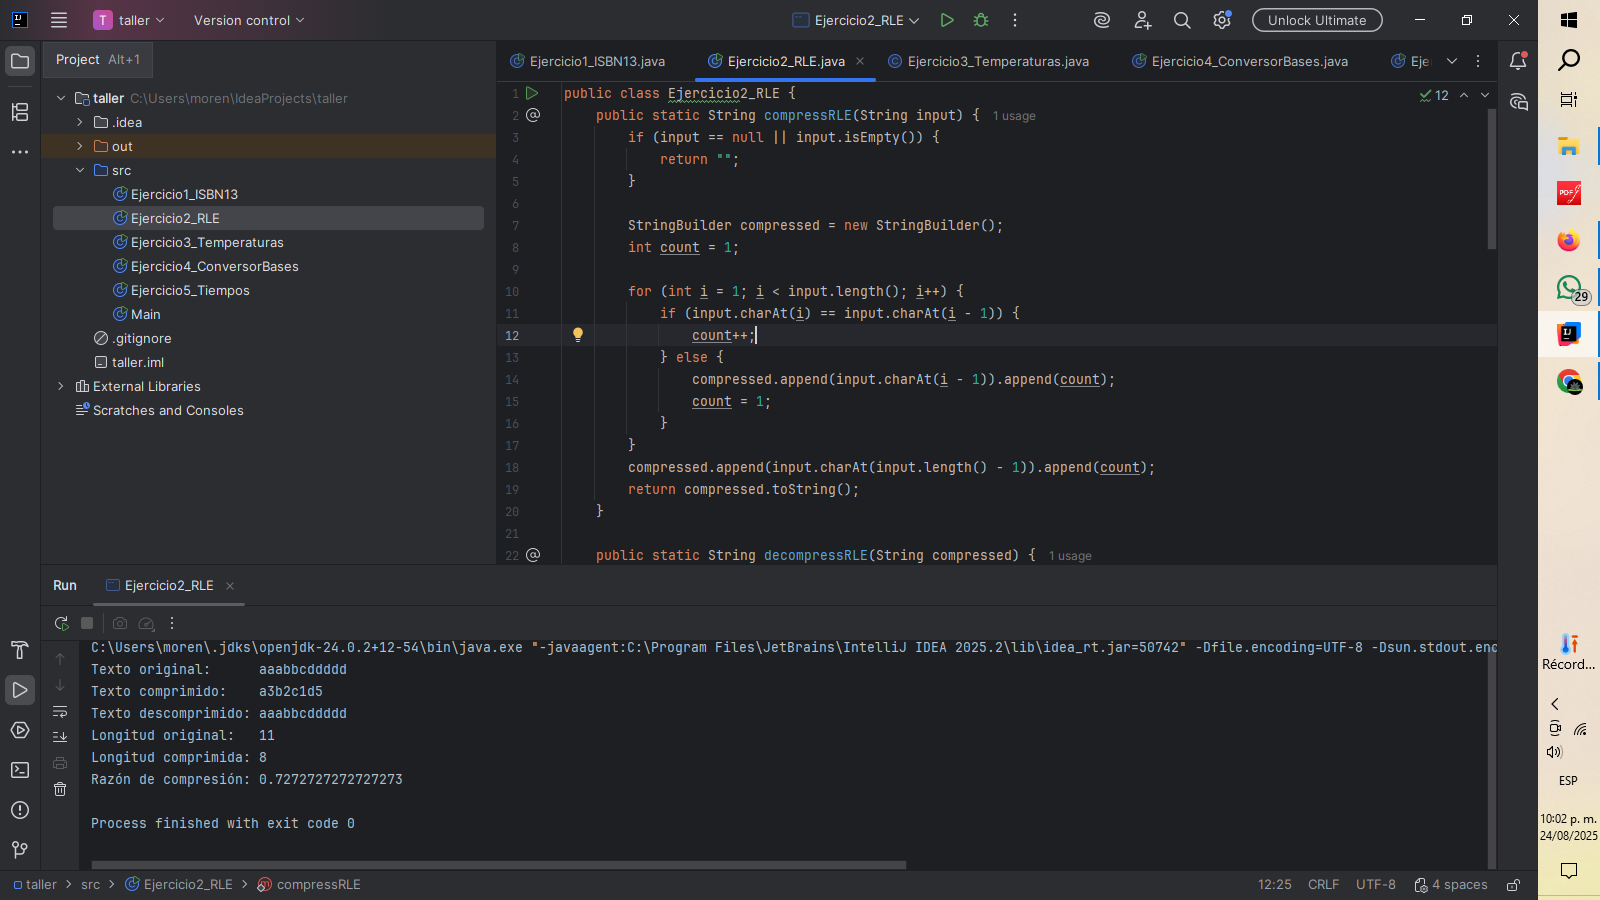 taller
Version control
Ejercicio2_RLE
Unlock Ultimate
Project Alt+1
Ejercicio1_ISBN13.java
Ejercicio2_RLE.java
Ejercicio3_Temperaturas.java
Ejercicio4_ConversorBases.java
Eje
taller C:\Users\moren\IdeaProjects\taller
.idea
out
src
Ejercicio1_ISBN13
Ejercicio2_RLE
Ejercicio3_Temperaturas
Ejercicio4_ConversorBases
Ejercicio5_Tiempos
Main
.gitignore
taller.iml
External Libraries
Scratches and Consoles
12
1 public class Ejercicio2_RLE {
2 public static String compressRLE(String input) { 1 usage
3 if (input == null || input.isEmpty()) {
4 return "";
5 }
6
7 StringBuilder compressed = new StringBuilder();
8 int count = 1;
9
10 for (int i = 1; i < input.length(); i++) {
11 if (input.charAt(i) == input.charAt(i - 1)) {
12 count++;
13 } else {
14 compressed.append(input.charAt(i - 1)).append(count);
15 count = 1;
16 }
17 }
18 compressed.append(input.charAt(input.length() - 1)).append(count);
19 return compressed.toString();
20 }
21
22 public static String decompressRLE(String compressed) { 1 usage
Run Ejercicio2_RLE
C:\Users\moren\.jdks\openjdk-24.0.2+12-54\bin\java.exe "-javaagent:C:\Program Files\JetBrains\IntelliJ IDEA 2025.2\lib\idea_rt.jar=50742" -Dfile.encoding=UTF-8 -Dsun.stdout.enc
Texto original: aaabbcddddd
Texto comprimido: a3b2c1d5
Texto descomprimido: aaabbcddddd
Longitud original: 11
Longitud comprimida: 8
Razón de compresión: 0.7272727272727273
Process finished with exit code 0
taller > src > Ejercicio2_RLE > compressRLE
12:25 CRLF UTF-8 4 spaces
29
Récord...
ESP
10:02 p. m.
24/08/2025